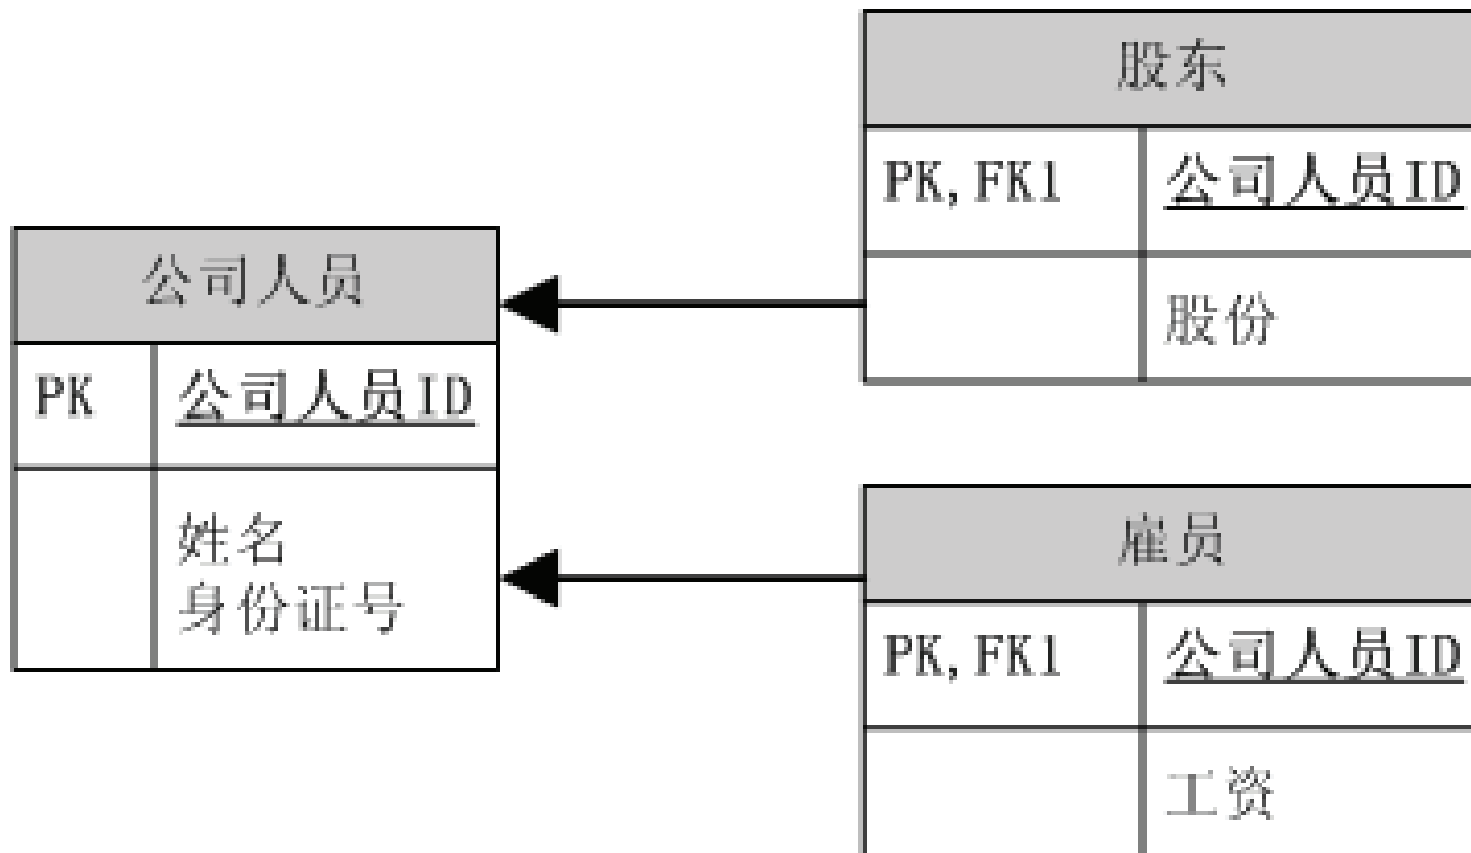 公司人员
PK 公司人员ID
姓名
身份证号
股东
PK, FK1 公司人员ID
股份
雇员
PK, FK1 公司人员ID
工资